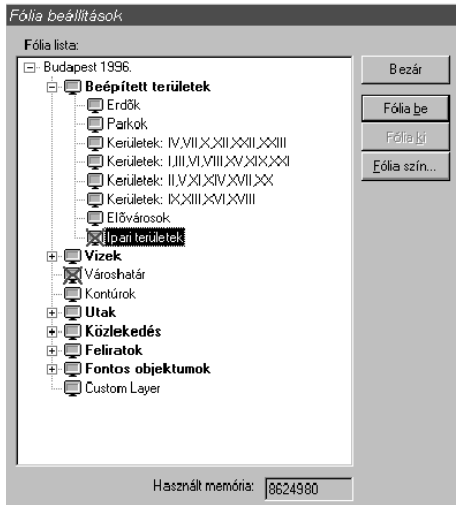 Fólia beállítások
Fólia lista:
Budapest 1996.
Beépített területek
Erdõk
Parkok
Kerületek: IV,VII,X,XII,XXII,XXIII
Kerületek: I,III,VI,VIII,XV,XIX,XXI
Kerületek: II,V,XI,XIV,XVII,XX
Kerületek: IX,XIII,XVI,XVIII
Elõvárosok
Ipari területek
Vizek
Városhatár
Kontúrok
Utak
Közlekedés
Feliratok
Fontos objektumok
Custom Layer
Bezár
Fólia be
Fólia ki
Fólia szín...
Használt memória: 8624980